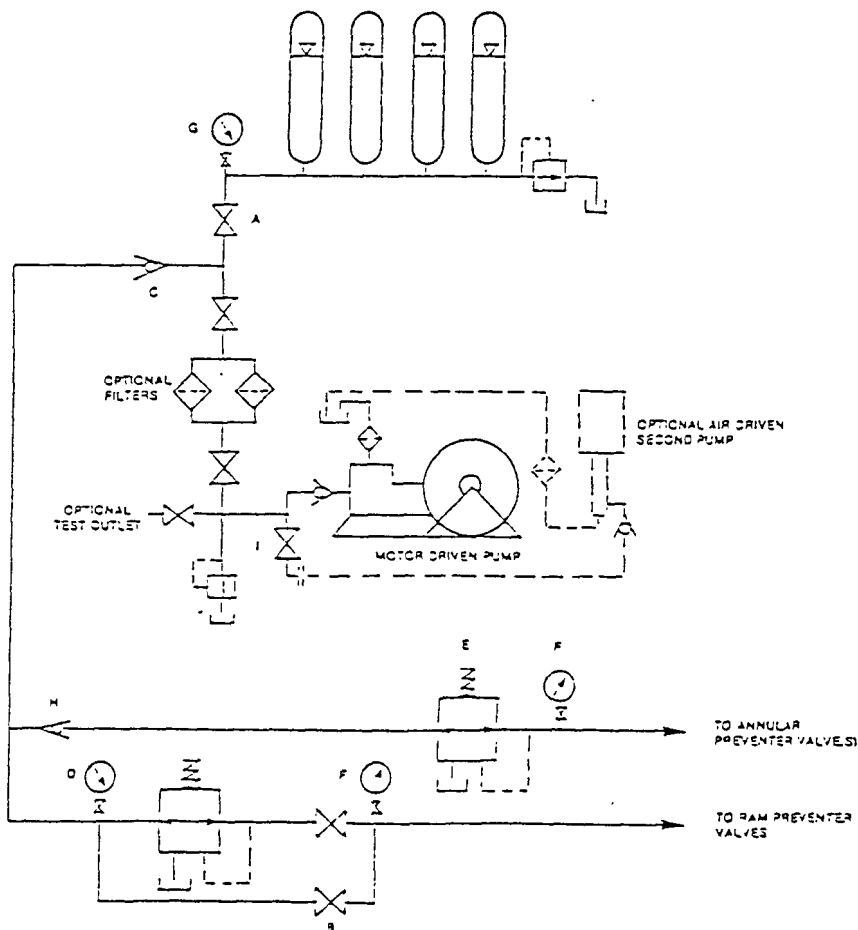 G
A
C
OPTIONAL
FILTERS
OPTIONAL AIR DRIVEN
SECOND PUMP
OPTIONAL
TEST OUTLET
I
MOTOR DRIVEN PUMP
E
F
H
TO ANNULAR
PREVENTER VALVE(S)
D
F
TO RAM PREVENTER
VALVES
B